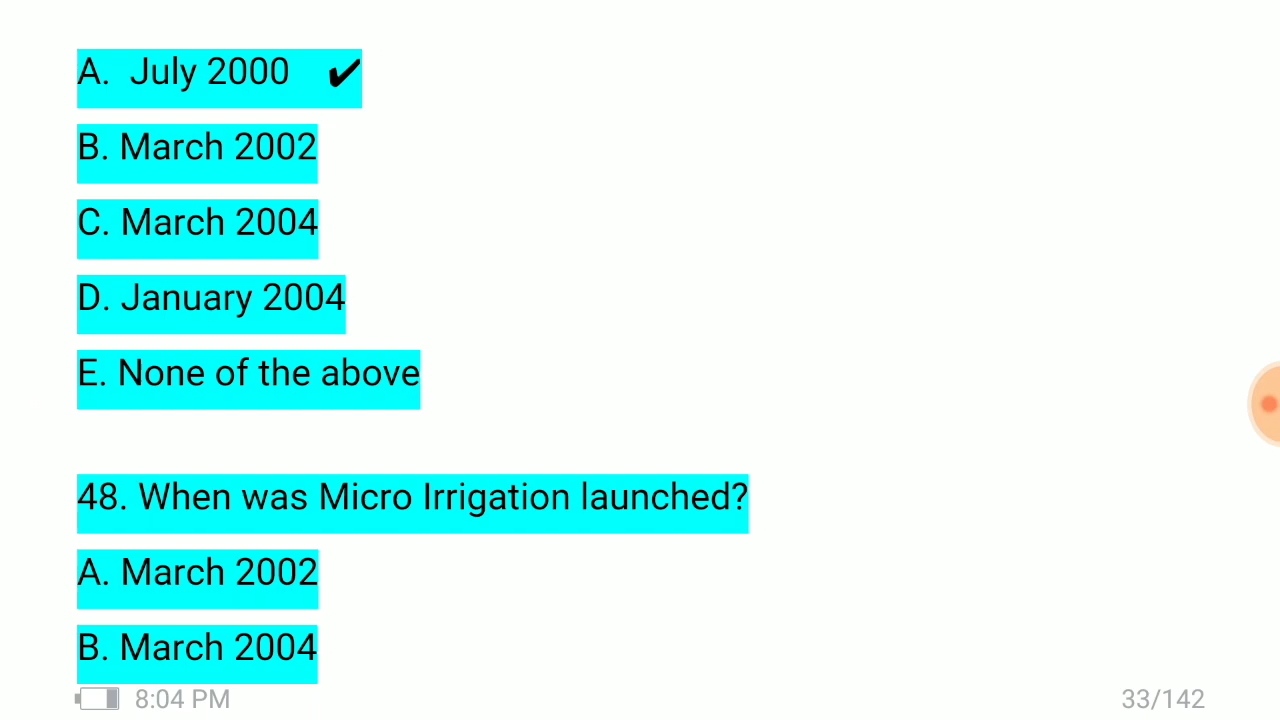 A. July 2000 ✔
B. March 2002
C. March 2004
D. January 2004
E. None of the above
48. When was Micro Irrigation launched?
A. March 2002
B. March 2004
8:04 PM 33/142